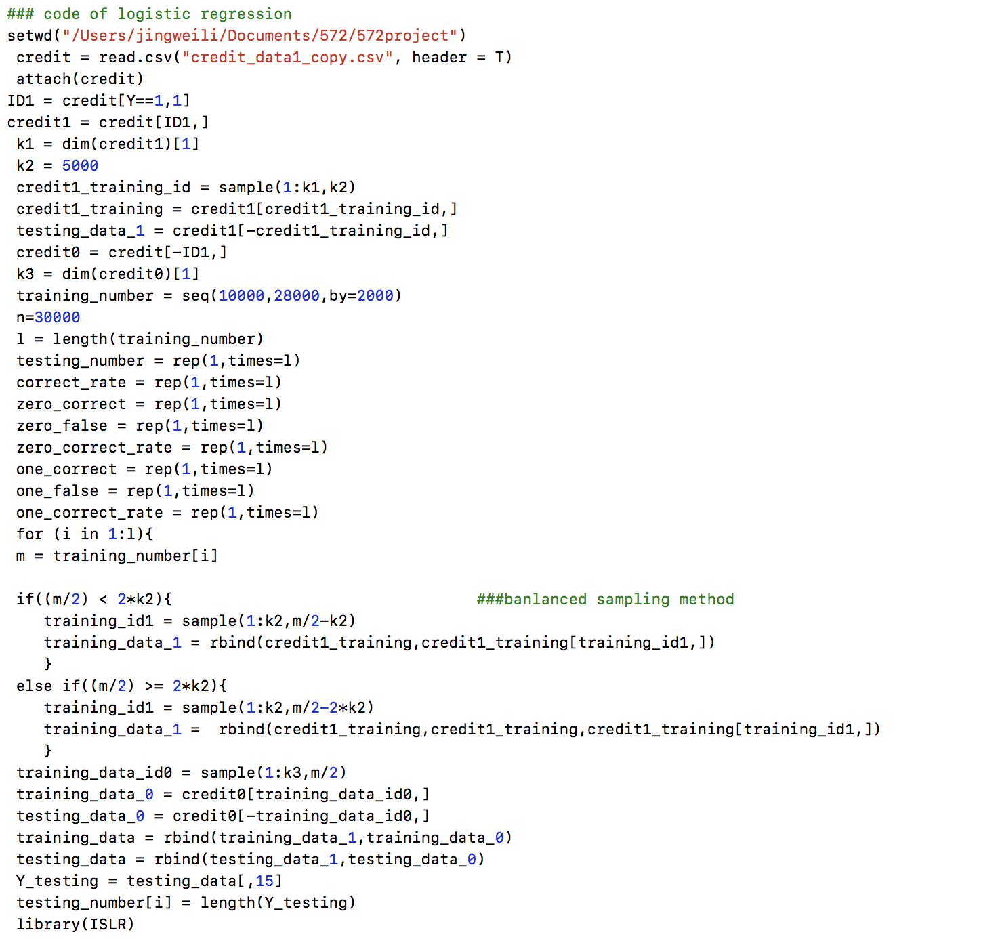 ### code of logistic regression
setwd("/Users/jingweili/Documents/572/572project")
credit = read.csv("credit_data1_copy.csv", header = T)
attach(credit)
ID1 = credit[Y==1,1]
credit1 = credit[ID1,]
k1 = dim(credit1)[1]
k2 = 5000
credit1_training_id = sample(1:k1,k2)
credit1_training = credit1[credit1_training_id,]
testing_data_1 = credit1[-credit1_training_id,]
credit0 = credit[-ID1,]
k3 = dim(credit0)[1]
training_number = seq(10000,28000,by=2000)
n=30000
l = length(training_number)
testing_number = rep(1,times=l)
correct_rate = rep(1,times=l)
zero_correct = rep(1,times=l)
zero_false = rep(1,times=l)
zero_correct_rate = rep(1,times=l)
one_correct = rep(1,times=l)
one_false = rep(1,times=l)
one_correct_rate = rep(1,times=l)
for (i in 1:l){
m = training_number[i]
if((m/2) < 2*k2){ ###banlanced sampling method
training_id1 = sample(1:k2,m/2-k2)
training_data_1 = rbind(credit1_training,credit1_training[training_id1,])
}
else if((m/2) >= 2*k2){
training_id1 = sample(1:k2,m/2-2*k2)
training_data_1 =  rbind(credit1_training,credit1_training,credit1_training[training_id1,])
}
training_data_id0 = sample(1:k3,m/2)
training_data_0 = credit0[training_data_id0,]
testing_data_0 = credit0[-training_data_id0,]
training_data = rbind(training_data_1,training_data_0)
testing_data = rbind(testing_data_1,testing_data_0)
Y_testing = testing_data[,15]
testing_number[i] = length(Y_testing)
library(ISLR)